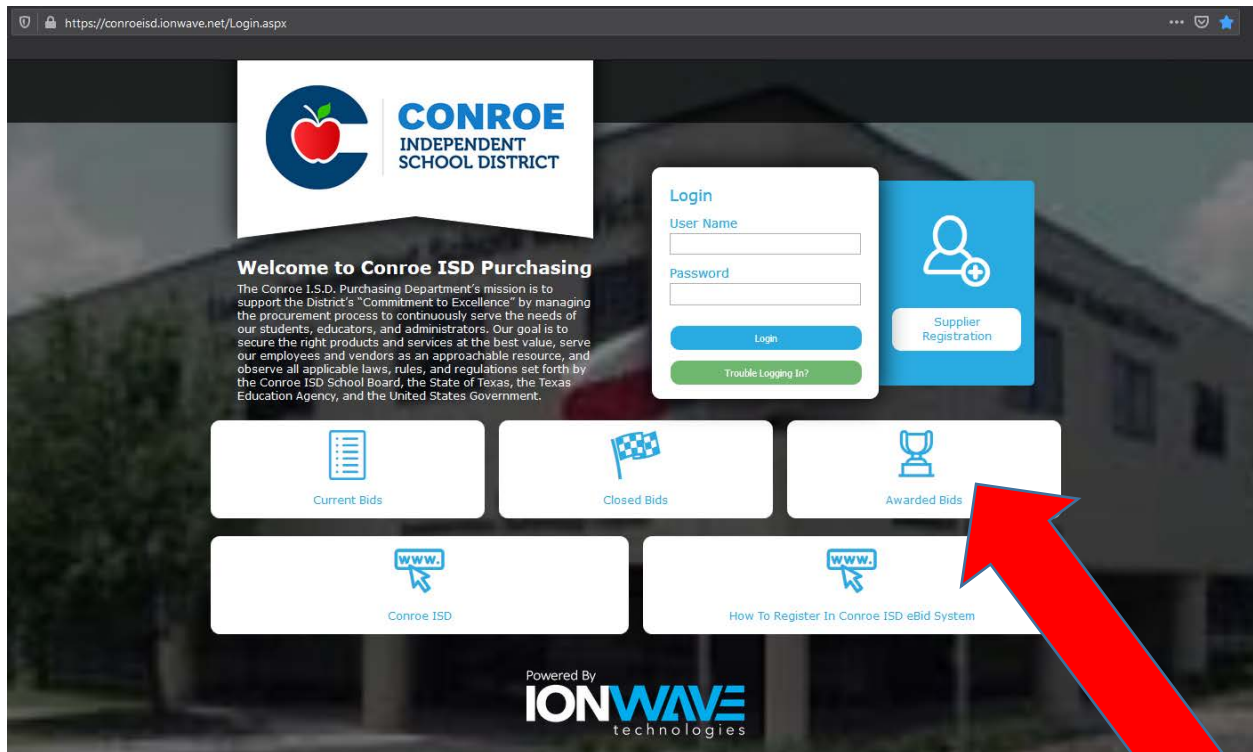 https://conroeisd.ionwave.net/Login.aspx
CONROE
INDEPENDENT
SCHOOL DISTRICT
Welcome to Conroe ISD Purchasing
The Conroe I.S.D. Purchasing Department's mission is to
support the District's "Commitment to Excellence" by managing
the procurement process to continuously serve the needs of
our students, educators, and administrators. Our goal is to
secure the right products and services at the best value, serve
our employees and vendors as an approachable resource, and
observe all applicable laws, rules, and regulations set forth by
the Conroe ISD School Board, the State of Texas, the Texas
Education Agency, and the United States Government.
Login
User Name
Password
Login
Trouble Logging In?
Supplier
Registration
Current Bids
Closed Bids
Awarded Bids
www.
Conroe ISD
www.
How To Register In Conroe ISD eBid System
Powered By
IONWAVE
technologies